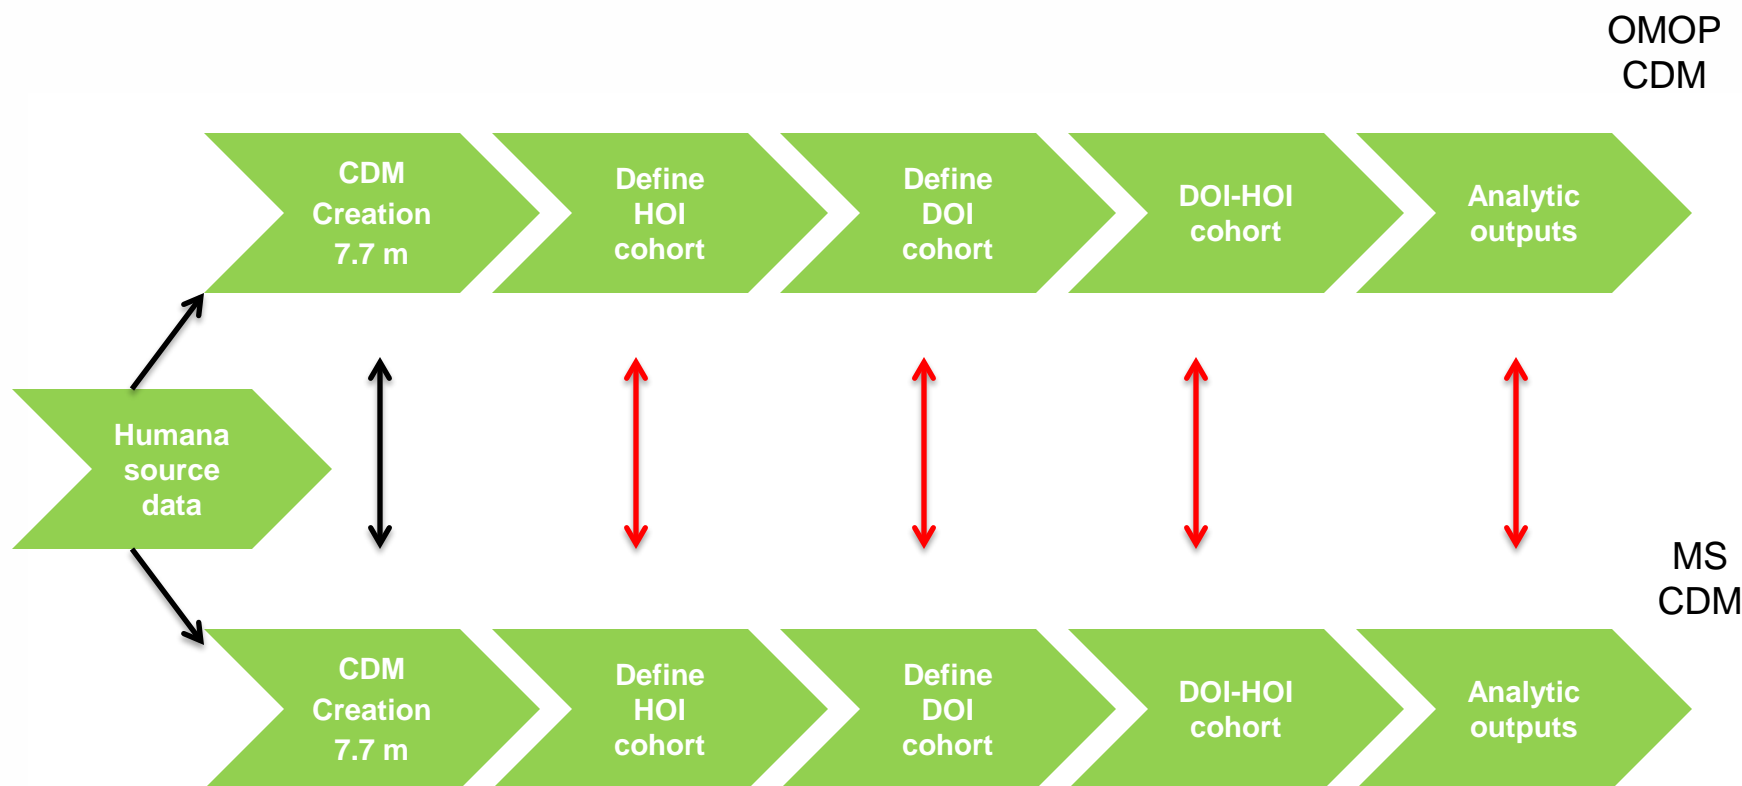 OMOP
CDM
CDM
Creation
7.7 m
Define
HOI
cohort
Define
DOI
cohort
DOI-HOI
cohort
Analytic
outputs
Humana
source
data
MS
CDM
CDM
Creation
7.7 m
Define
HOI
cohort
Define
DOI
cohort
DOI-HOI
cohort
Analytic
outputs